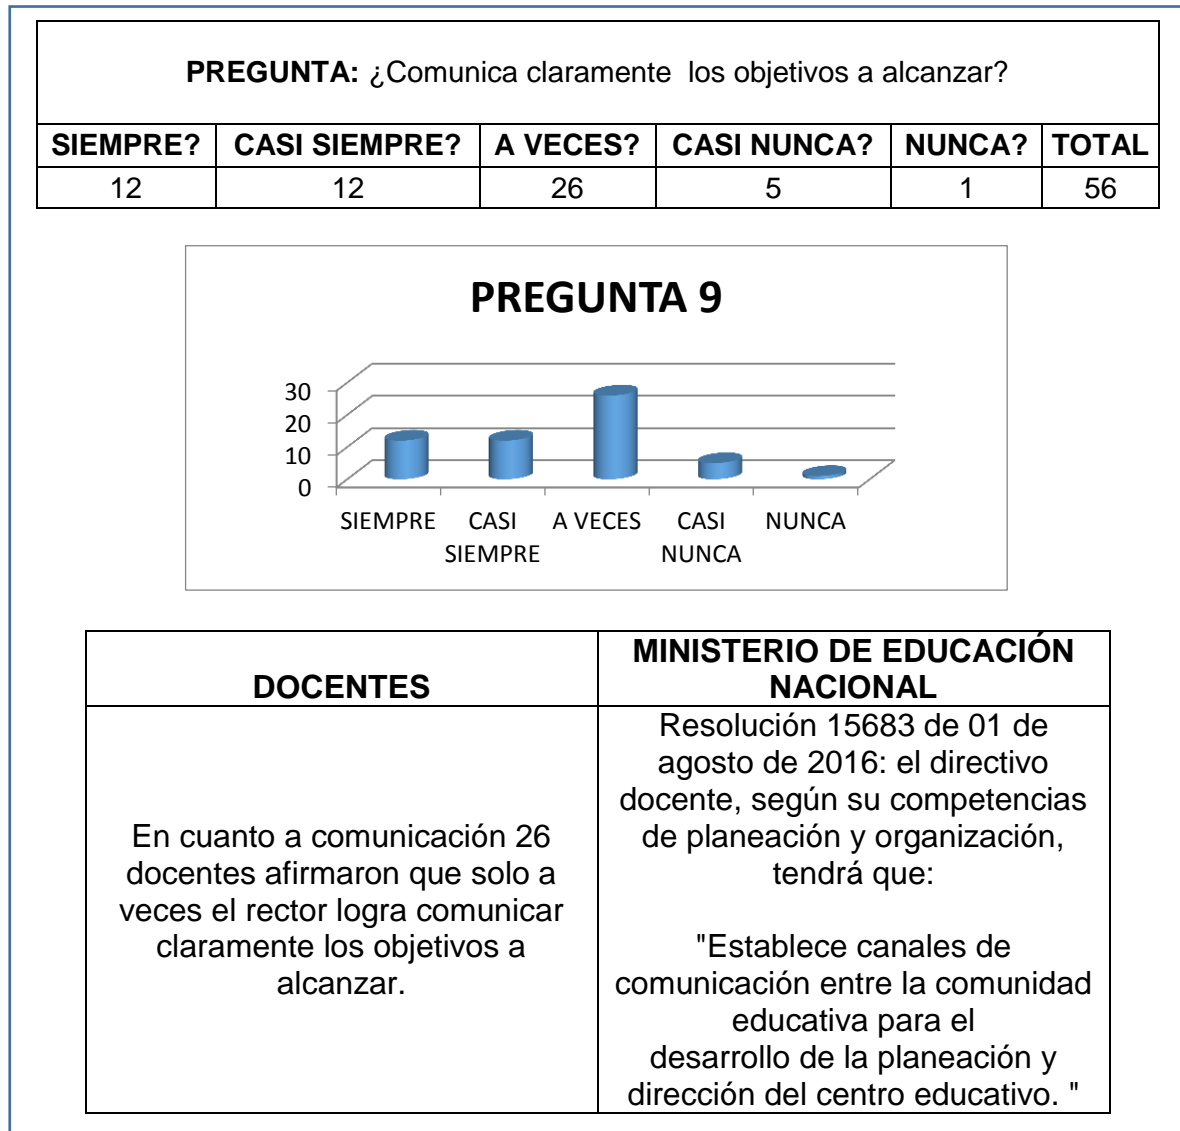 PREGUNTA: ¿Comunica claramente los objetivos a alcanzar?
SIEMPRE? CASI SIEMPRE? A VECES? CASI NUNCA? NUNCA? TOTAL
12 12 26 5 1 56
PREGUNTA 9
30
20
10
0
SIEMPRE CASI SIEMPRE A VECES CASI NUNCA NUNCA
DOCENTES
MINISTERIO DE EDUCACIÓN
NACIONAL
En cuanto a comunicación 26
docentes afirmaron que solo a
veces el rector logra comunicar
claramente los objetivos a
alcanzar.
Resolución 15683 de 01 de
agosto de 2016: el directivo
docente, según su competencias
de planeación y organización,
tendrá que:
"Establece canales de
comunicación entre la comunidad
educativa para el
desarrollo de la planeación y
dirección del centro educativo. "